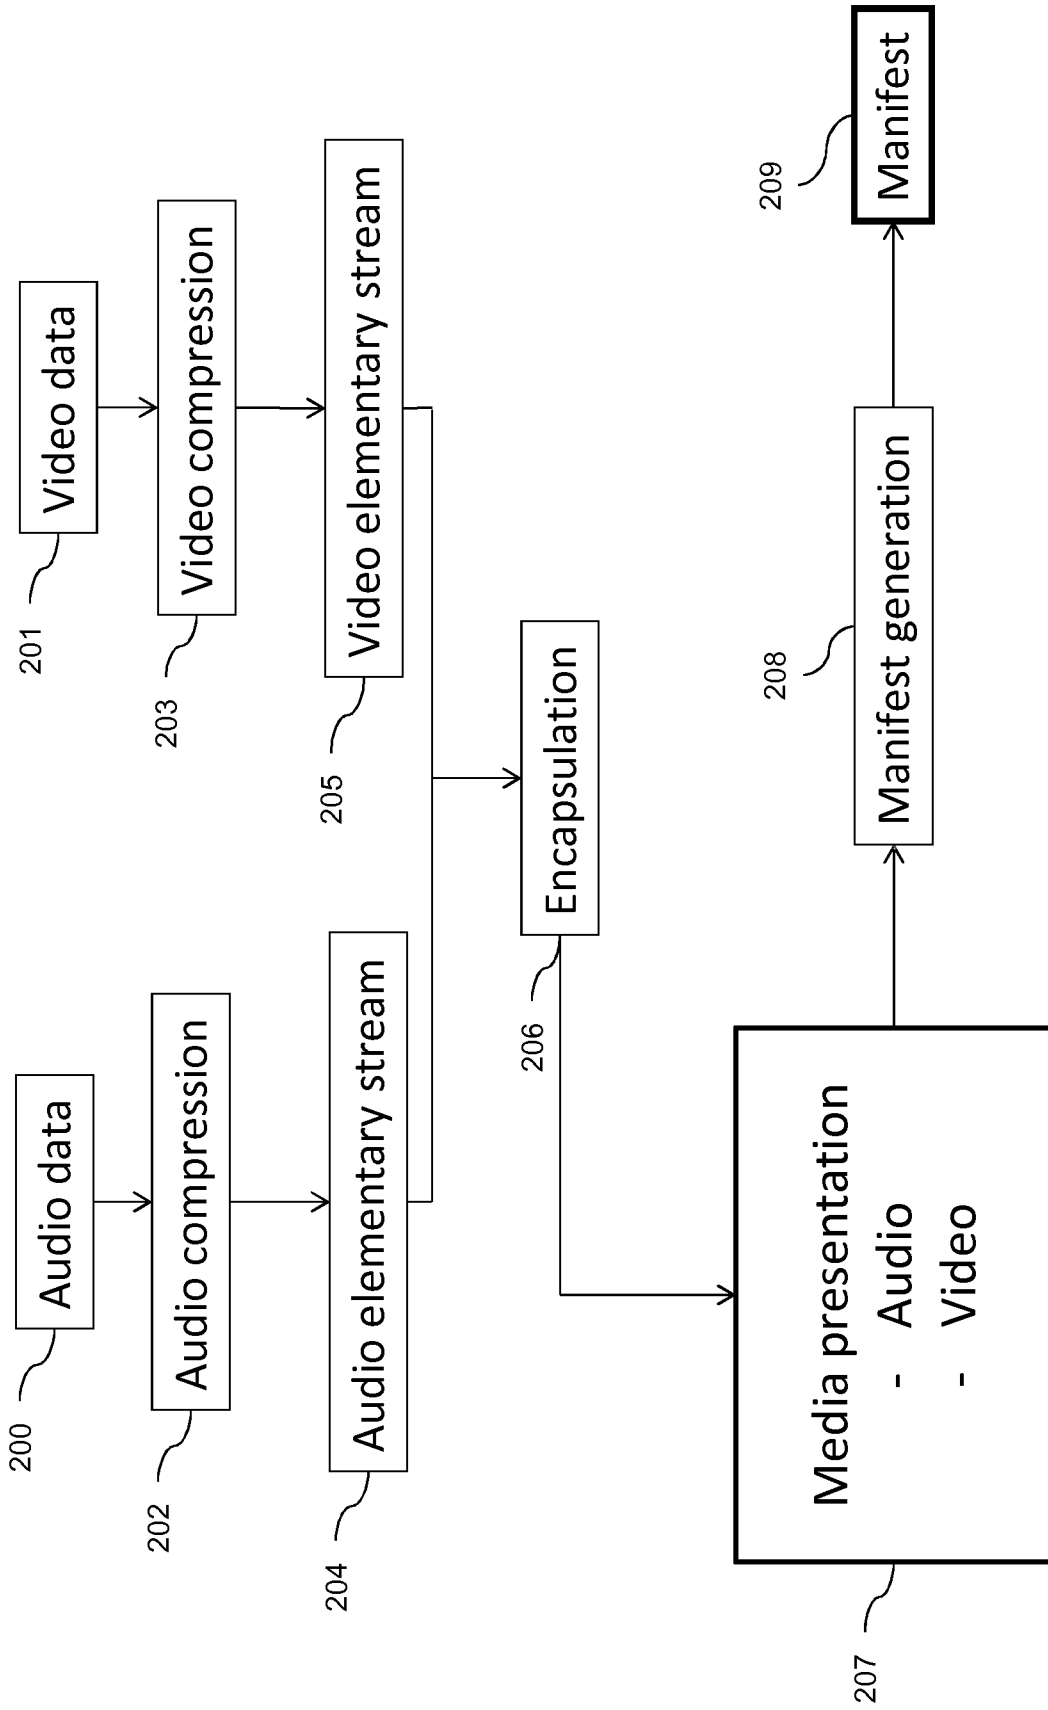 200
Audio data
201
Video data
202
Audio compression
203
Video compression
204
Audio elementary stream
205
Video elementary stream
206
Encapsulation
207
Media presentation
- Audio
- Video
208
Manifest generation
209
Manifest